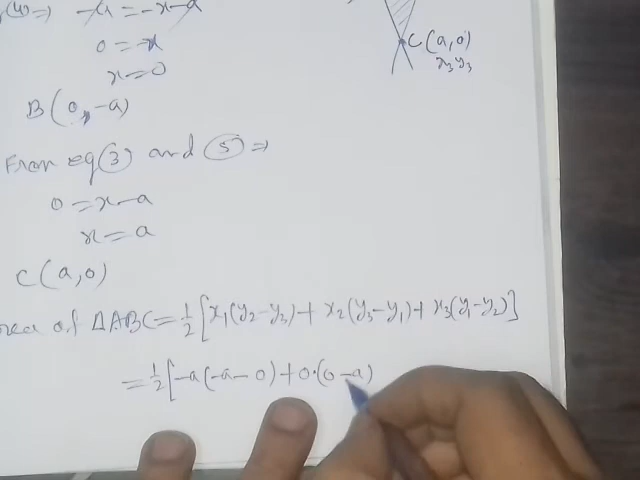 ⇒ -a = -x-a
0 = -x
x = 0
C(a,0)
x₃ y₃
B(0,-a)
From eq(3) and (5) ⇒
0 = x-a
x = a
C(a,0)
Area of ΔABC = 1/2 [x₁(y₂-y₃) + x₂(y₃-y₁) + x₃(y₁-y₂)]
= 1/2 [-a(-a-0) + 0·(0-a)